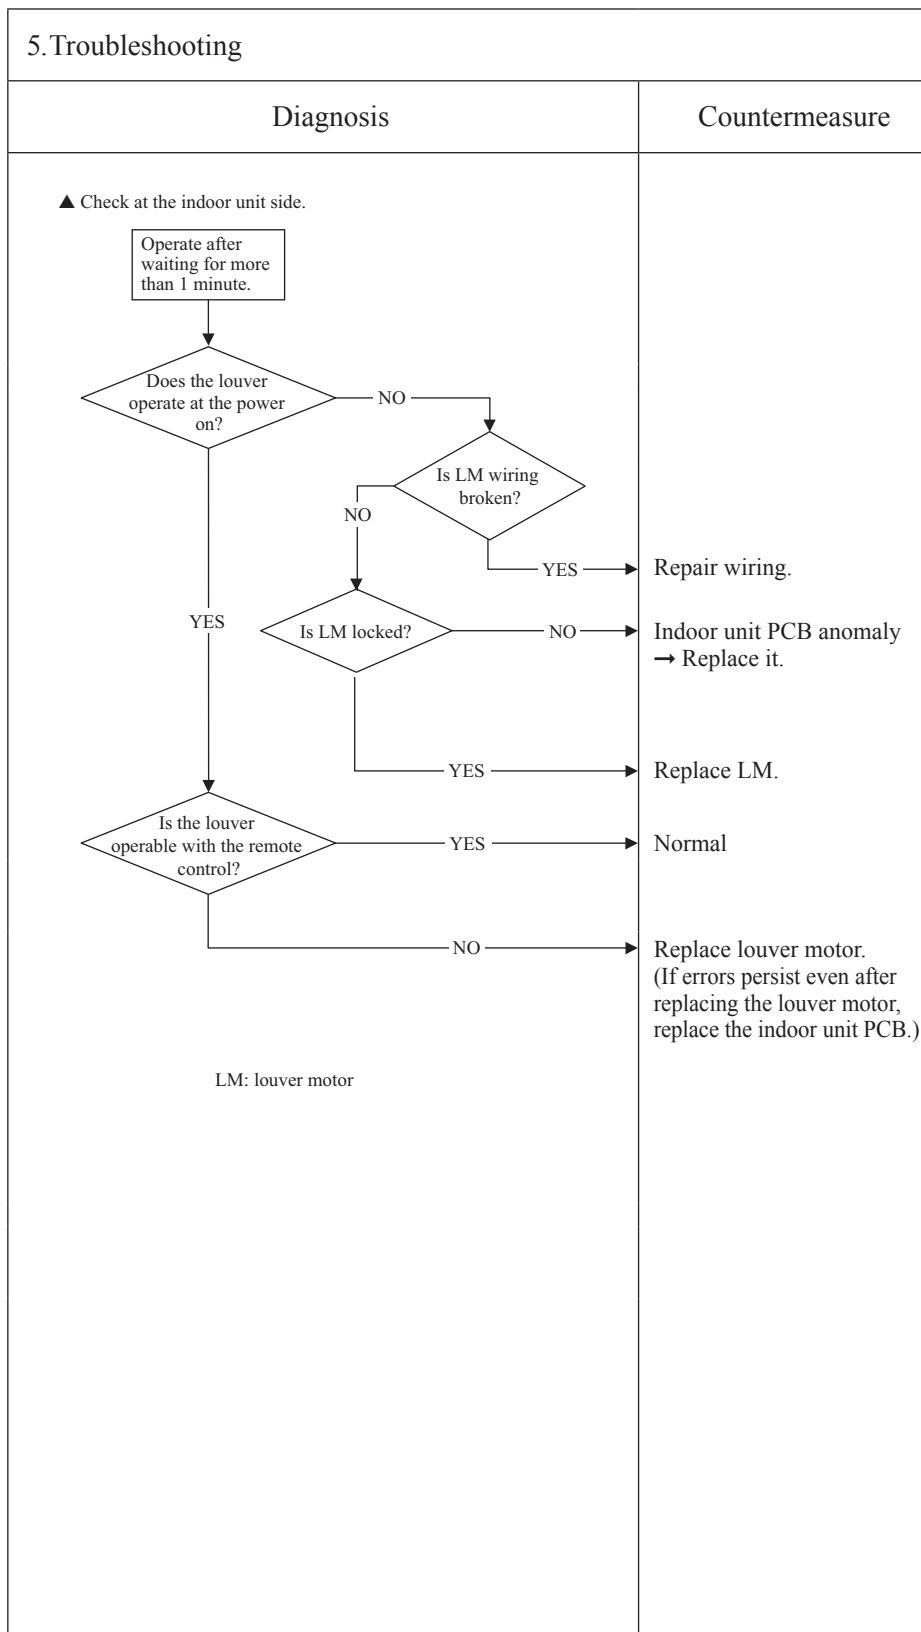 5.Troubleshooting
Diagnosis
Countermeasure
▲ Check at the indoor unit side.
Operate after
waiting for more
than 1 minute.
Does the louver
operate at the power
on?
NO
Is LM wiring
broken?
NO
YES
Repair wiring.
YES
Is LM locked?
NO
Indoor unit PCB anomaly
→ Replace it.
YES
Replace LM.
Is the louver
operable with the remote
control?
YES
Normal
NO
Replace louver motor.
(If errors persist even after
replacing the louver motor,
replace the indoor unit PCB.)
LM: louver motor